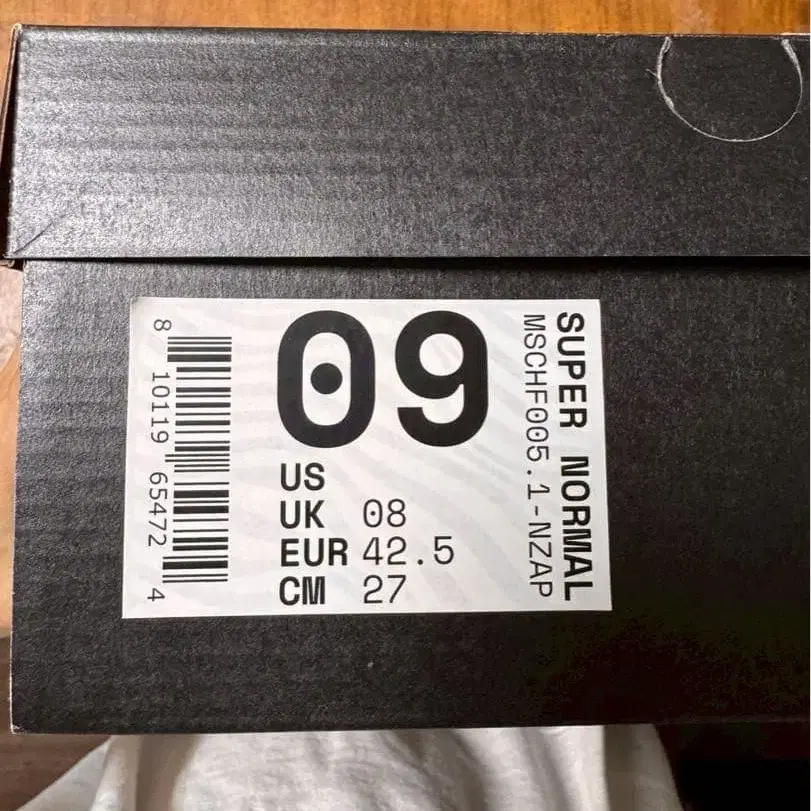 09
US
UK 08
EUR 42.5
CM 27
SUPER NORMAL
MSCHF005.1-NZAP
8 10119 65472 4